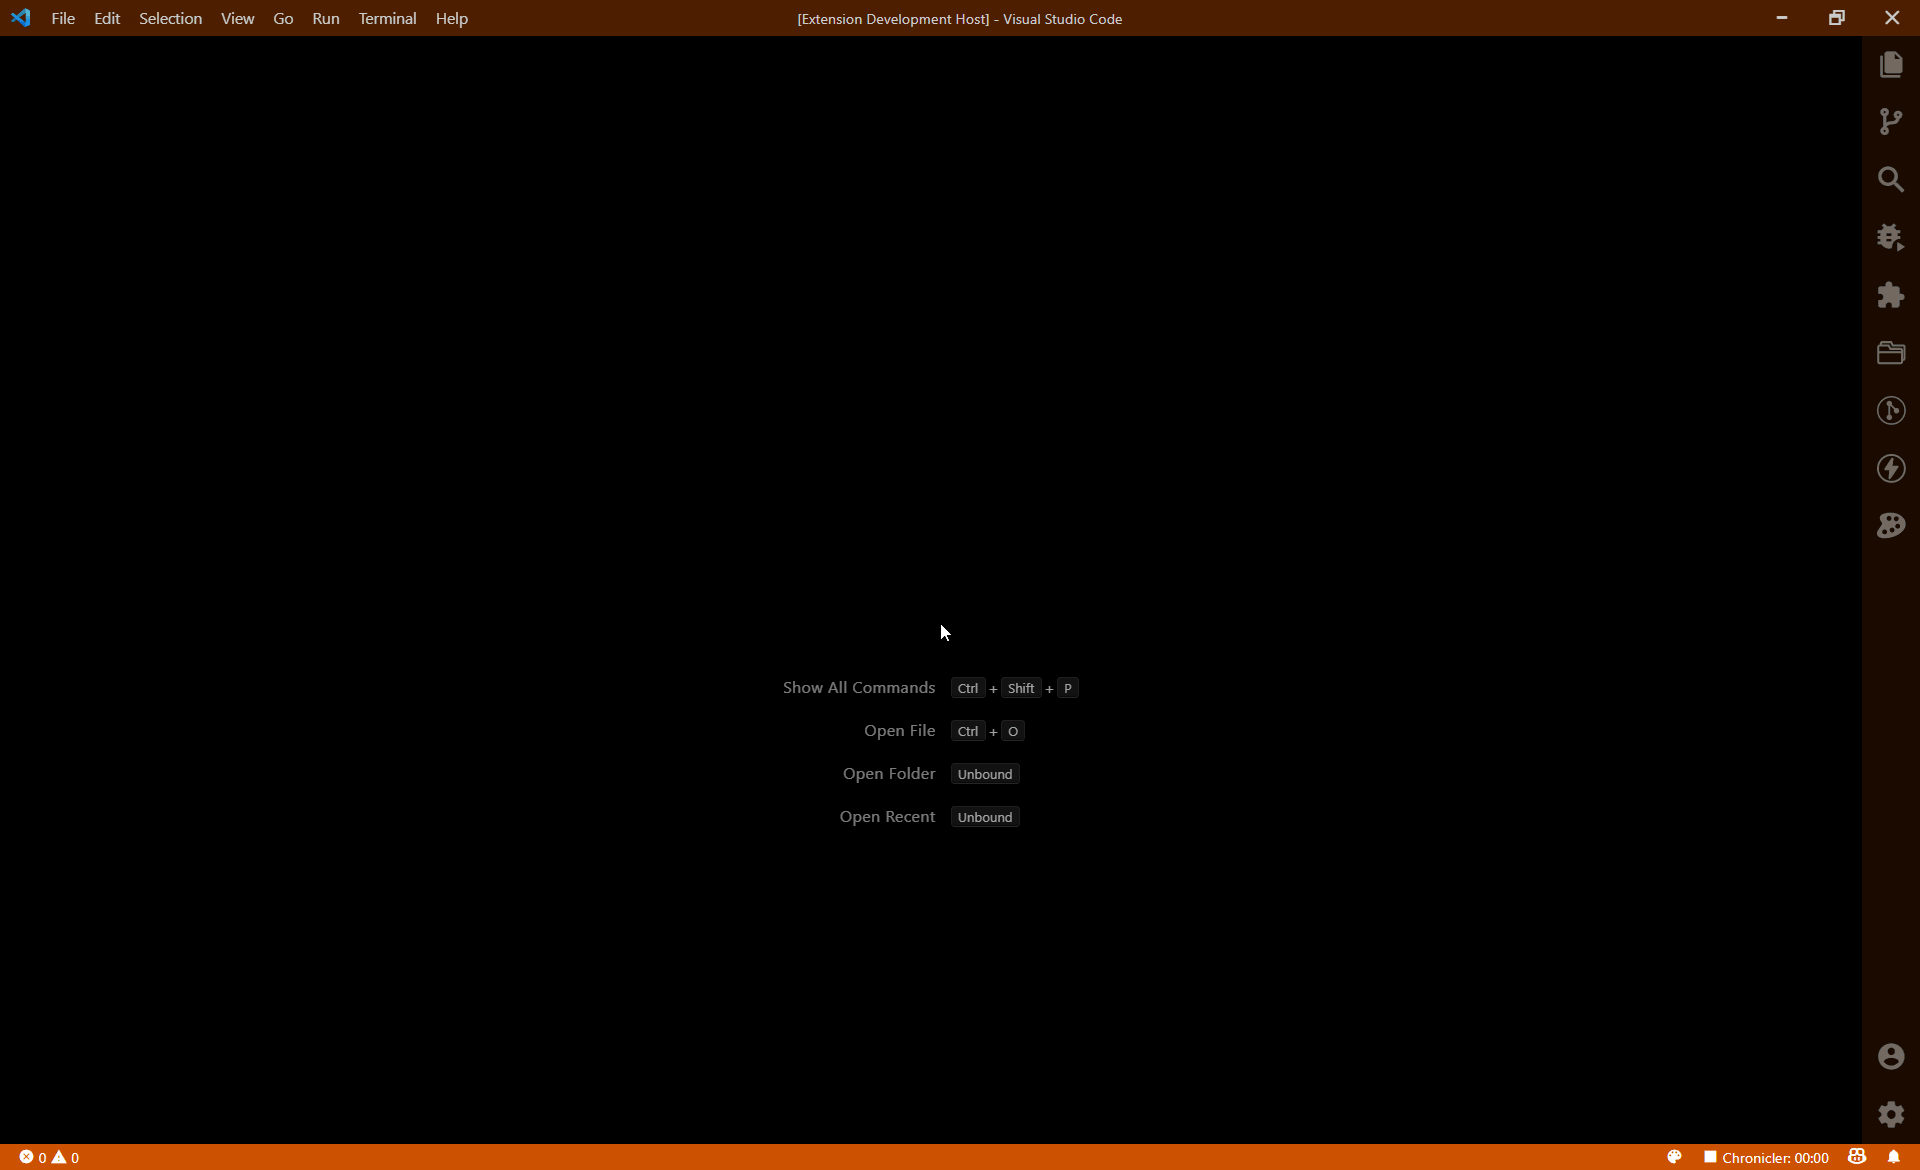 File Edit Selection View Go Run Terminal Help [Extension Development Host] - Visual Studio Code
Show All Commands Ctrl + Shift + P
Open File Ctrl + O
Open Folder Unbound
Open Recent Unbound
0 0 Chronicler: 00:00